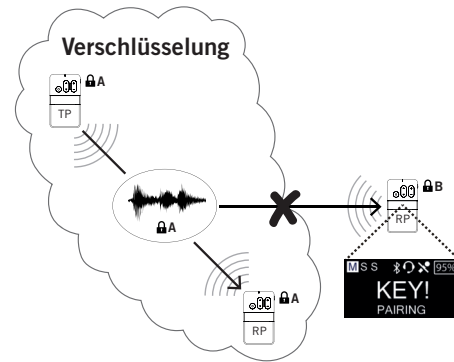 Verschlüsselung
A
TP
A
B
RP
A
RP
M S S 95%
KEY!
PAIRING